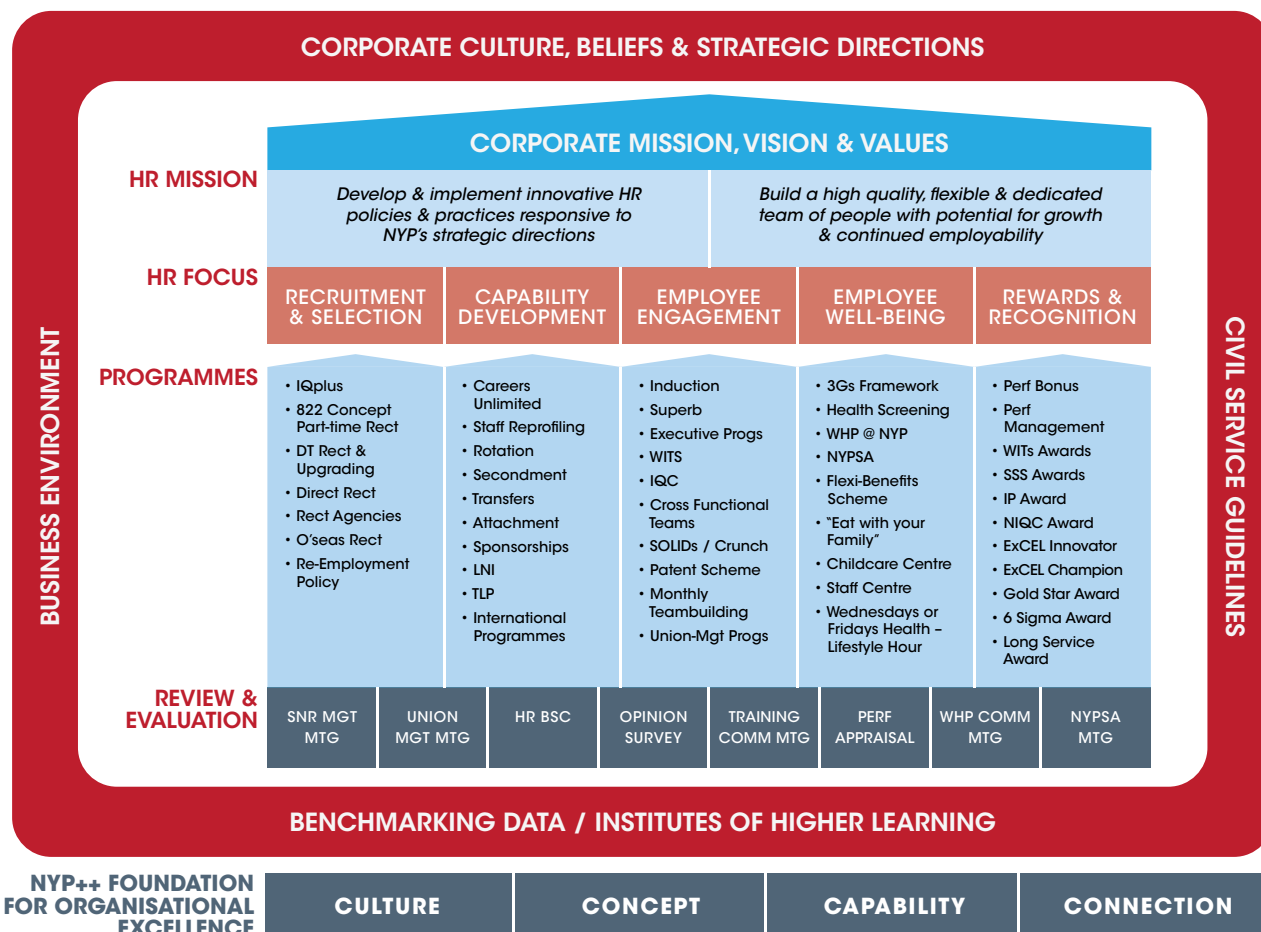 CORPORATE CULTURE, BELIEFS & STRATEGIC DIRECTIONS
BUSINESS ENVIRONMENT
CIVIL SERVICE GUIDELINES
CORPORATE MISSION, VISION & VALUES
HR MISSION
Develop & implement innovative HR
policies & practices responsive to
NYP's strategic directions
Build a high quality, flexible & dedicated
team of people with potential for growth
& continued employability
HR FOCUS
RECRUITMENT
& SELECTION
CAPABILITY
DEVELOPMENT
EMPLOYEE
ENGAGEMENT
EMPLOYEE
WELL-BEING
REWARDS &
RECOGNITION
PROGRAMMES
• IQplus
• 822 Concept
Part-time Rect
• DT Rect &
Upgrading
• Direct Rect
• Rect Agencies
• O'seas Rect
• Re-Employment
Policy
• Careers
Unlimited
• Staff Reprofiling
• Rotation
• Secondment
• Transfers
• Attachment
• Sponsorships
• LNI
• TLP
• International
Programmes
• Induction
• Superb
• Executive Progs
• WITS
• IQC
• Cross Functional
Teams
• SOLIDs / Crunch
• Patent Scheme
• Monthly
Teambuilding
• Union-Mgt Progs
• 3Gs Framework
• Health Screening
• WHP @ NYP
• NYPSA
• Flexi-Benefits
Scheme
• "Eat with your
Family"
• Childcare Centre
• Staff Centre
• Wednesdays or
Fridays Health –
Lifestyle Hour
• Perf Bonus
• Perf
Management
• WITs Awards
• SSS Awards
• IP Award
• NIQC Award
• ExCEL Innovator
• ExCEL Champion
• Gold Star Award
• 6 Sigma Award
• Long Service
Award
REVIEW &
EVALUATION
SNR MGT
MTG
UNION
MGT MTG
HR BSC
OPINION
SURVEY
TRAINING
COMM MTG
PERF
APPRAISAL
WHP COMM
MTG
NYPSA
MTG
BENCHMARKING DATA / INSTITUTES OF HIGHER LEARNING
NYP++ FOUNDATION
FOR ORGANISATIONAL
EXCELLENCE
CULTURE
CONCEPT
CAPABILITY
CONNECTION